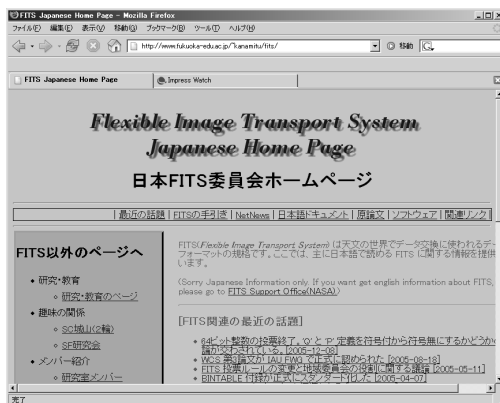 FITS Japanese Home Page - Mozilla Firefox
ファイル(F) 編集(E) 表示(V) 移動(G) ブックマーク(B) ツール(T) ヘルプ(H)
http://www.fukuoka-edu.ac.jp/~kanamitu/fits/ 移動 G
FITS Japanese Home Page Impress Watch
Flexible Image Transport System
Japanese Home Page
日本FITS委員会ホームページ
| 最近の話題 | FITSの手引き | NetNews | 日本語ドキュメント | 原論文 | ソフトウェア | 関連リンク |
FITS以外のページへ
研究・教育
研究・教育のページ
趣味の関係
SC城山(2輪)
SF研究会
メンバー紹介
研究室メンバー
FITS(Flexible Image Transport System) は天文の世界でデータ交換に使われるデー
フォーマットの規格です。ここでは、主に日本語で読める FITS に関する情報を提供
います。
(Sorry Japanese Information only. If you want get english information about FITS,
please go to FITS Support Office(NASA).)
[FITS関連の最近の話題]
64ビット整数の投票終了。'Q' と 'P' 定義を符号付から符号無にするかどうか
論が交わされている。[2005-12-08]
WCS 第3論文が IAU FWG で正式に認められた [2005-08-18]
FITS 投票ルールの変更と地域委員会の役割に関する議論 [2005-05-11]
BINTABLE 付録が正式にスタンダード化した [2005-04-07]
完了